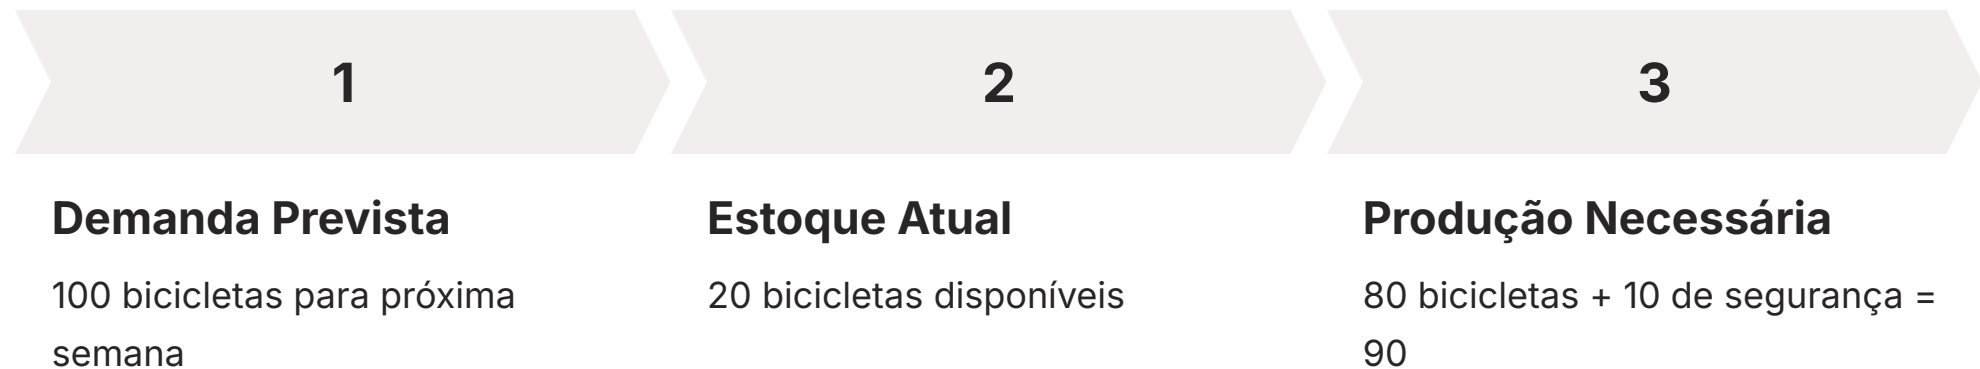 1
Demanda Prevista
100 bicicletas para próxima
semana
2
Estoque Atual
20 bicicletas disponíveis
3
Produção Necessária
80 bicicletas + 10 de segurança =
90